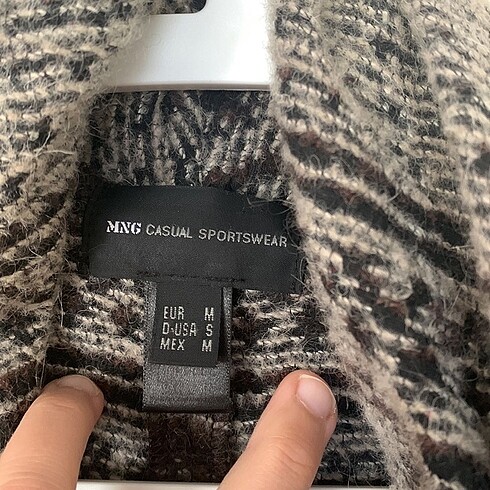 MNG CASUAL SPORTSWEAR
EUR M
D·USA S
MEX M